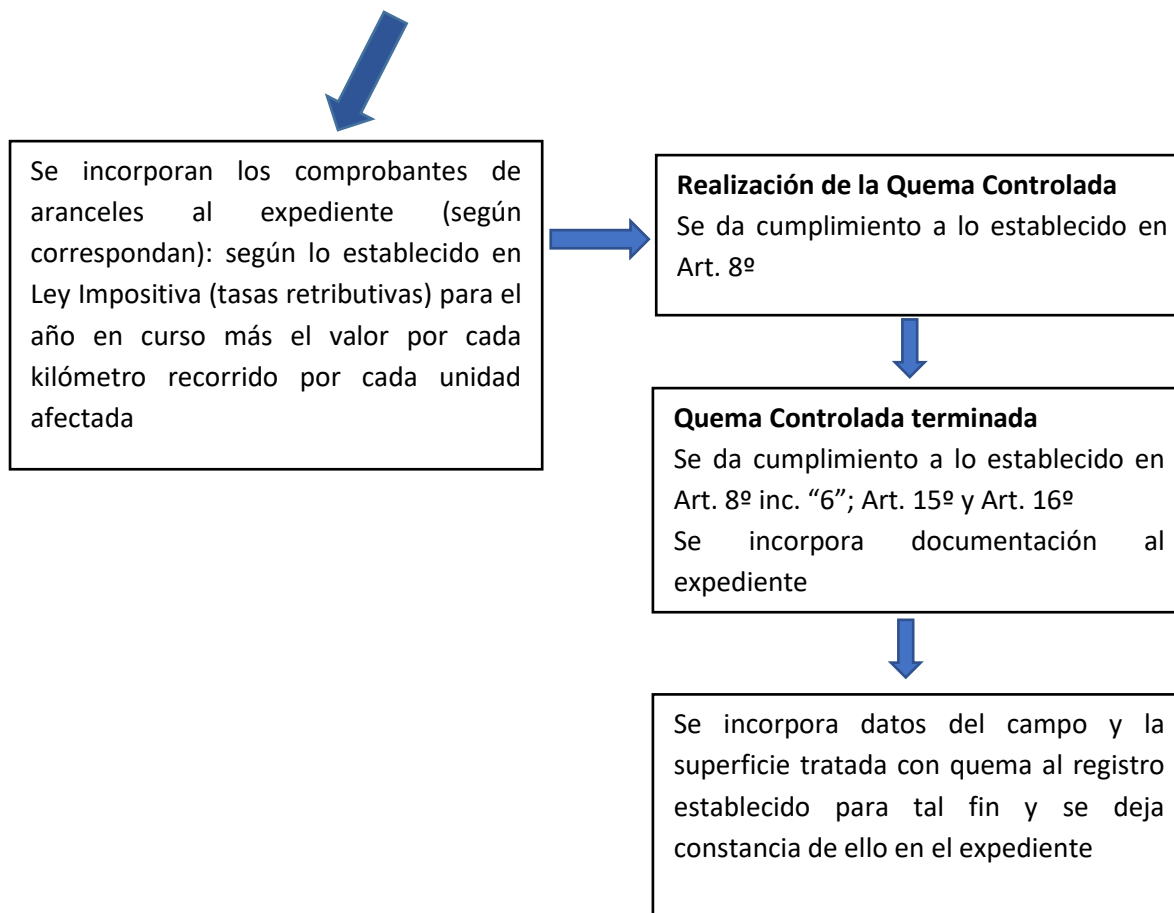 Se incorporan los comprobantes de
aranceles al expediente (según
correspondan): según lo establecido en
Ley Impositiva (tasas retributivas) para el
año en curso más el valor por cada
kilómetro recorrido por cada unidad
afectada
Realización de la Quema Controlada
Se da cumplimiento a lo establecido en
Art. 8º
Quema Controlada terminada
Se da cumplimiento a lo establecido en
Art. 8º inc. “6”; Art. 15º y Art. 16º
Se incorpora documentación al
expediente
Se incorpora datos del campo y la
superficie tratada con quema al registro
establecido para tal fin y se deja
constancia de ello en el expediente